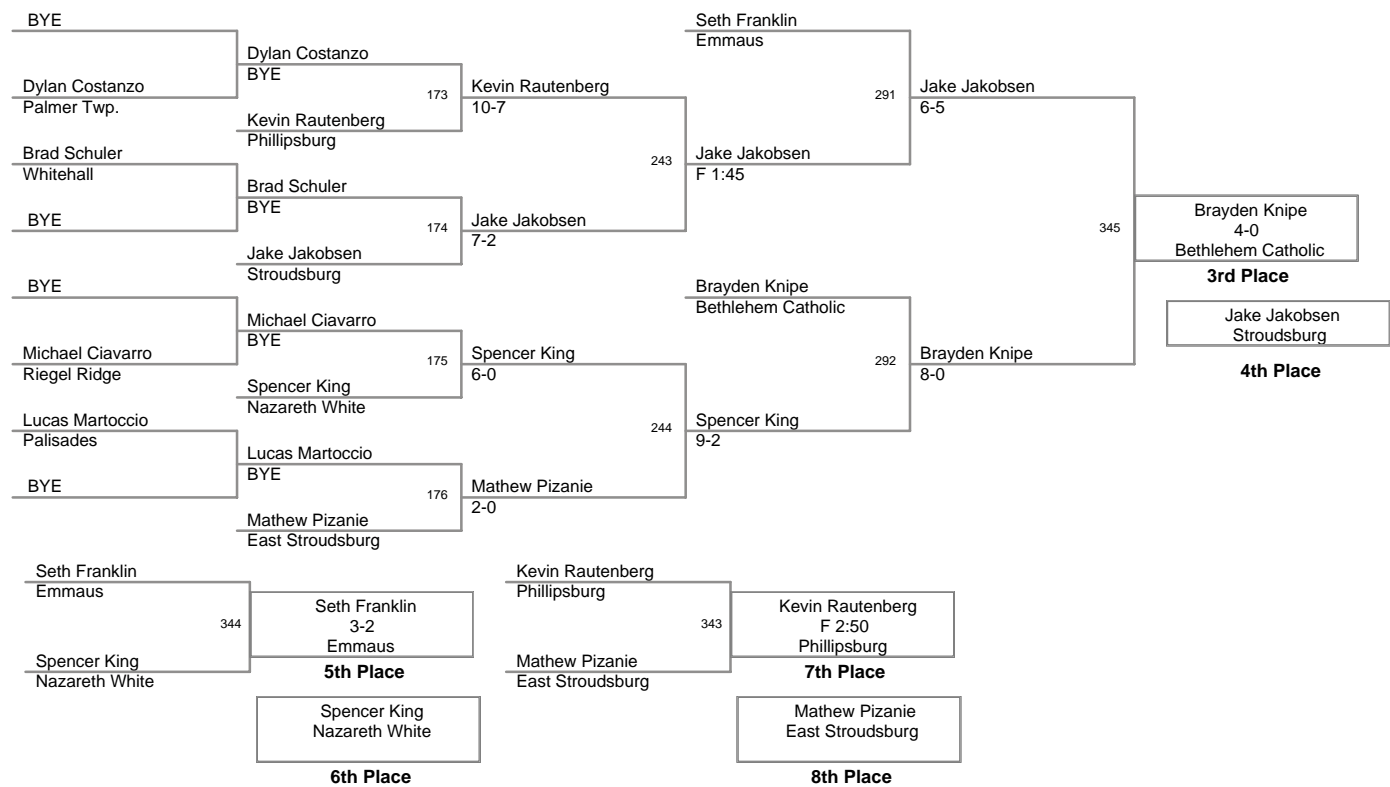 BYE
Dylan Costanzo
Palmer Twp.
Brad Schuler
Whitehall
BYE
BYE
Michael Ciavarro
Riegel Ridge
Lucas Martoccio
Palisades
BYE
Dylan Costanzo
BYE
173
Kevin Rautenberg
Phillipsburg
Brad Schuler
BYE
174
Jake Jakobsen
Stroudsburg
Michael Ciavarro
BYE
175
Spencer King
Nazareth White
Lucas Martoccio
BYE
176
Mathew Pizanie
East Stroudsburg
Kevin Rautenberg
10-7
243
Jake Jakobsen
7-2
Spencer King
6-0
244
Mathew Pizanie
2-0
Seth Franklin
Emmaus
291
Jake Jakobsen
F 1:45
Brayden Knipe
Bethlehem Catholic
292
Spencer King
9-2
Jake Jakobsen
6-5
345
Brayden Knipe
8-0
Brayden Knipe
4-0
Bethlehem Catholic
3rd Place
Jake Jakobsen
Stroudsburg
4th Place
Seth Franklin
Emmaus
344
Spencer King
Nazareth White
Seth Franklin
3-2
Emmaus
5th Place
Spencer King
Nazareth White
6th Place
Kevin Rautenberg
Phillipsburg
343
Mathew Pizanie
East Stroudsburg
Kevin Rautenberg
F 2:50
Phillipsburg
7th Place
Mathew Pizanie
East Stroudsburg
8th Place